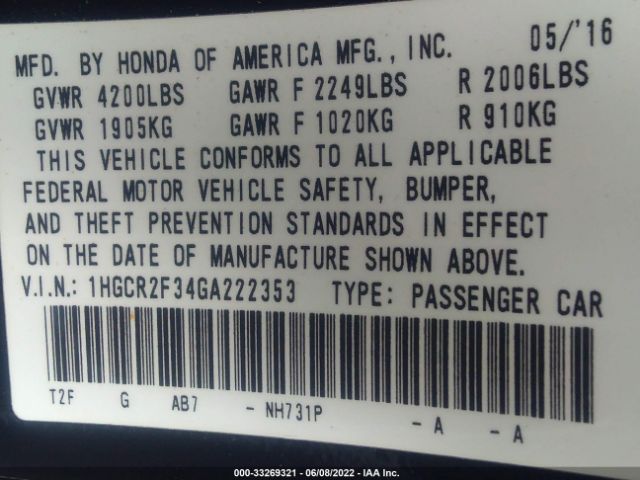 MFD. BY HONDA OF AMERICA MFG., INC. 05/'16
GVWR 4200LBS GAWR F 2249LBS R 2006LBS
GVWR 1905KG GAWR F 1020KG R 910KG
THIS VEHICLE CONFORMS TO ALL APPLICABLE
FEDERAL MOTOR VEHICLE SAFETY, BUMPER,
AND THEFT PREVENTION STANDARDS IN EFFECT
ON THE DATE OF MANUFACTURE SHOWN ABOVE.
V.I.N.: 1HGCR2F34GA222353 TYPE: PASSENGER CAR
T2F G AB7 - NH731P - A - A
000-33269321 - 06/08/2022 - IAA Inc.